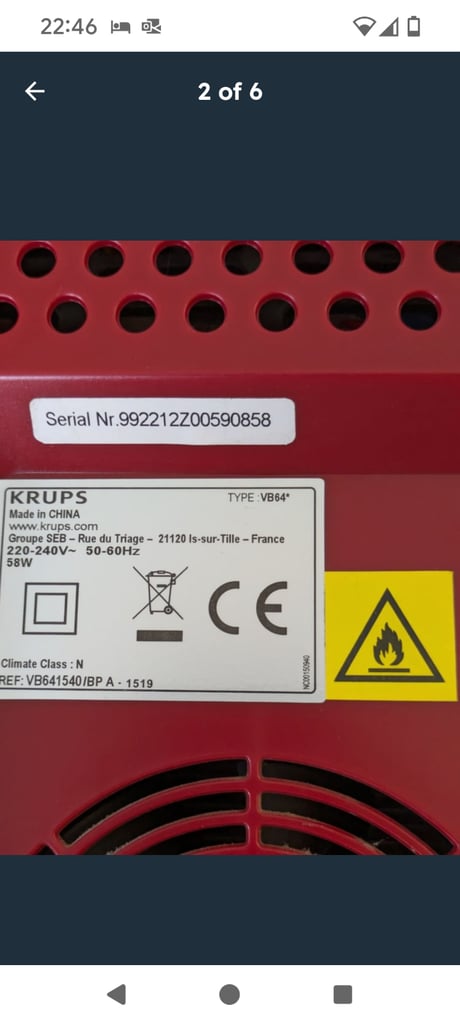 22:46
2 of 6
Serial Nr.992212Z00590858
KRUPS TYPE : VB64*
Made in CHINA
www.krups.com
Groupe SEB – Rue du Triage – 21120 Is-sur-Tille – France
220-240V~ 50-60Hz
58W
CE
Climate Class : N
REF: VB641540/BP A - 1519
NC00150940